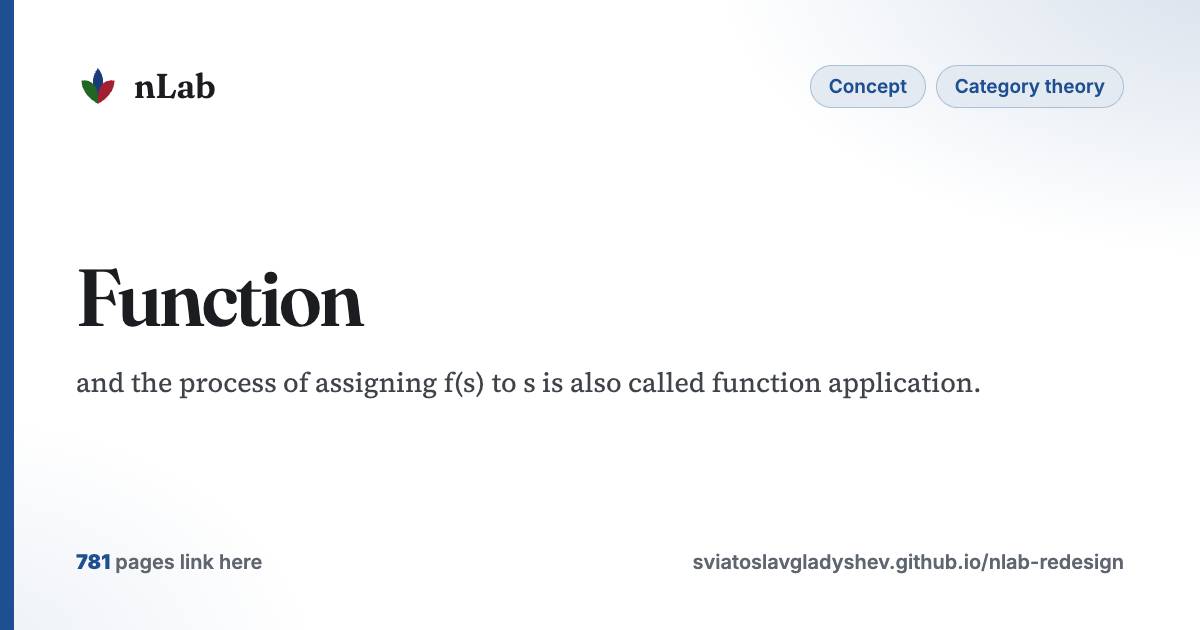 nLab
Concept
Category theory
Function
and the process of assigning f(s) to s is also called function application.
781 pages link here
sviatoslavgladyshev.github.io/nlab-redesign